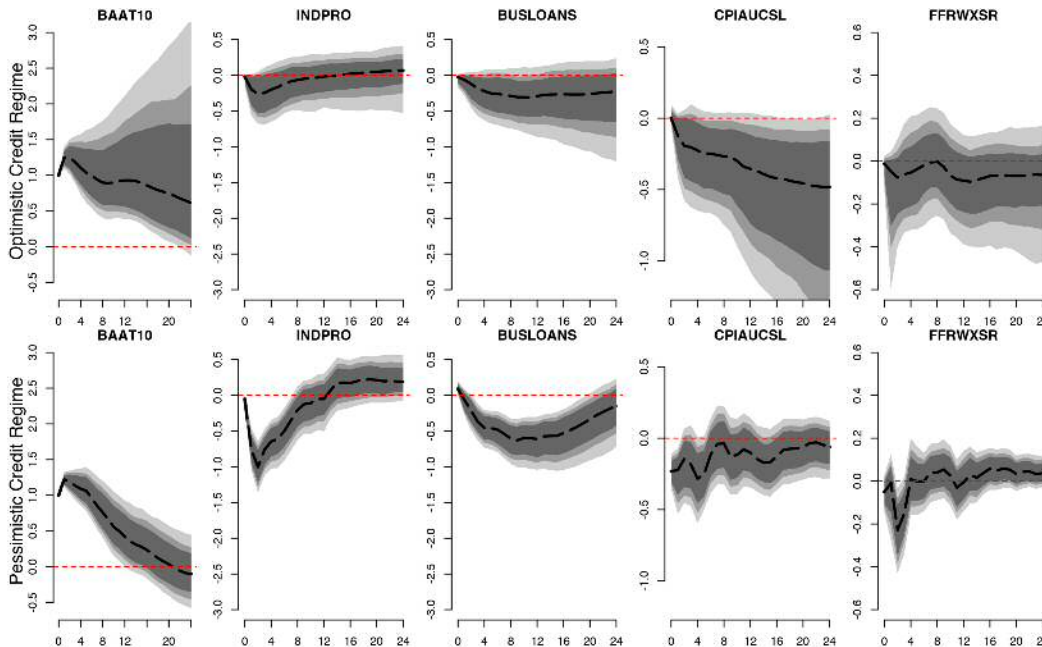 BAAT10 INDPRO BUSLOANS CPIAUCSL FFRWXSR
Optimistic Credit Regime
-0.5 0.0 0.5 1.0 1.5 2.0 2.5 3.0
-3.0 -2.5 -2.0 -1.5 -1.0 -0.5 0.0 0.5
-3.0 -2.5 -2.0 -1.5 -1.0 -0.5 0.0 0.5
-1.0 -0.5 0.0 0.5
-0.6 -0.4 -0.2 0.0 0.2 0.4 0.6
0 4 8 12 20
0 4 8 12 16 20 24
0 4 8 12 16 20 24
0 4 8 12 16 20 24
0 4 8 12 16 22
BAAT10 INDPRO BUSLOANS CPIAUCSL FFRWXSR
Pessimistic Credit Regime
-0.5 0.0 0.5 1.0 1.5 2.0 2.5 3.0
-3.0 -2.5 -2.0 -1.5 -1.0 -0.5 0.0 0.5
-3.0 -2.5 -2.0 -1.5 -1.0 -0.5 0.0 0.5
-1.0 -0.5 0.0 0.5
-0.6 -0.4 -0.2 0.0 0.2 0.4 0.6
0 4 8 12 20
0 4 8 12 16 20 24
0 4 8 12 16 20 24
0 4 8 12 16 20 24
0 4 8 12 16 22